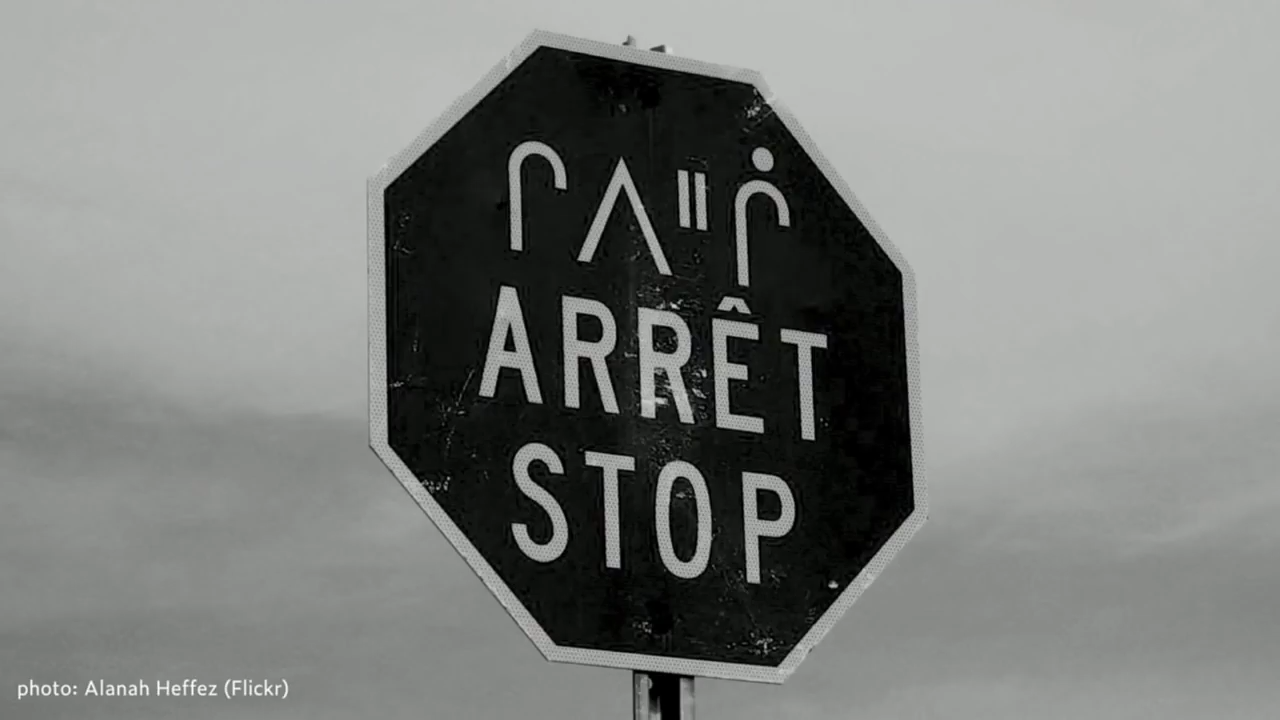 ᒋᐱᐦᒌ
ARRÊT
STOP
photo: Alanah Heffez (Flickr)